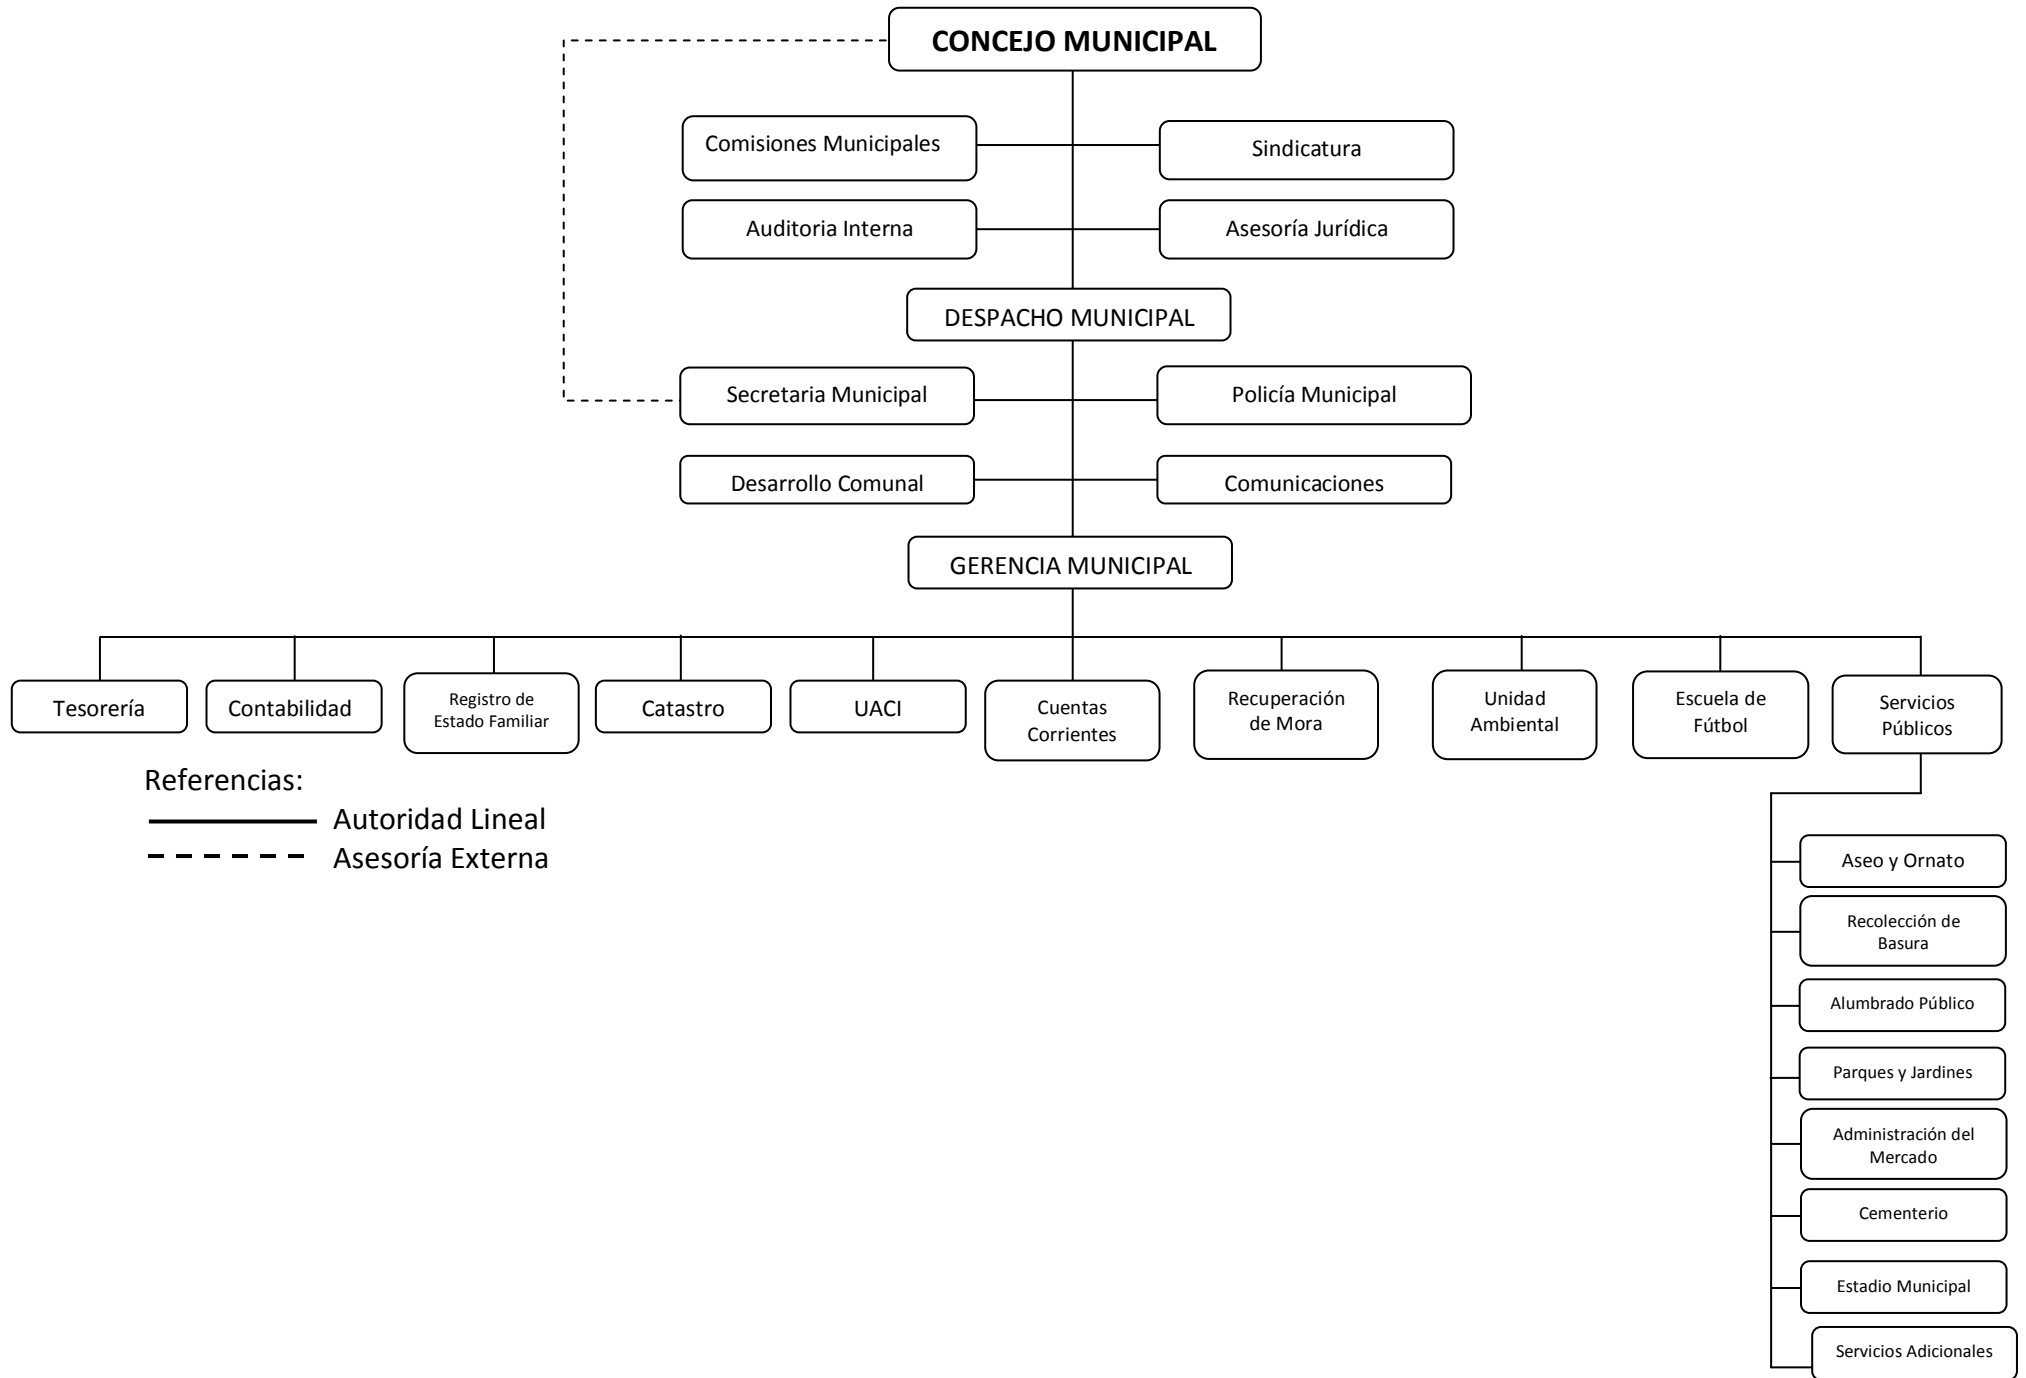 CONCEJO MUNICIPAL
Comisiones Municipales
Sindicatura
Auditoria Interna
Asesoría Jurídica
DESPACHO MUNICIPAL
Secretaria Municipal
Policía Municipal
Desarrollo Comunal
Comunicaciones
GERENCIA MUNICIPAL
Tesorería
Contabilidad
Registro de
Estado Familiar
Catastro
UACI
Cuentas
Corrientes
Recuperación
de Mora
Unidad
Ambiental
Escuela de
Fútbol
Servicios
Públicos
Referencias:
Autoridad Lineal
Asesoría Externa
Aseo y Ornato
Recolección de
Basura
Alumbrado Público
Parques y Jardines
Administración del
Mercado
Cementerio
Estadio Municipal
Servicios Adicionales